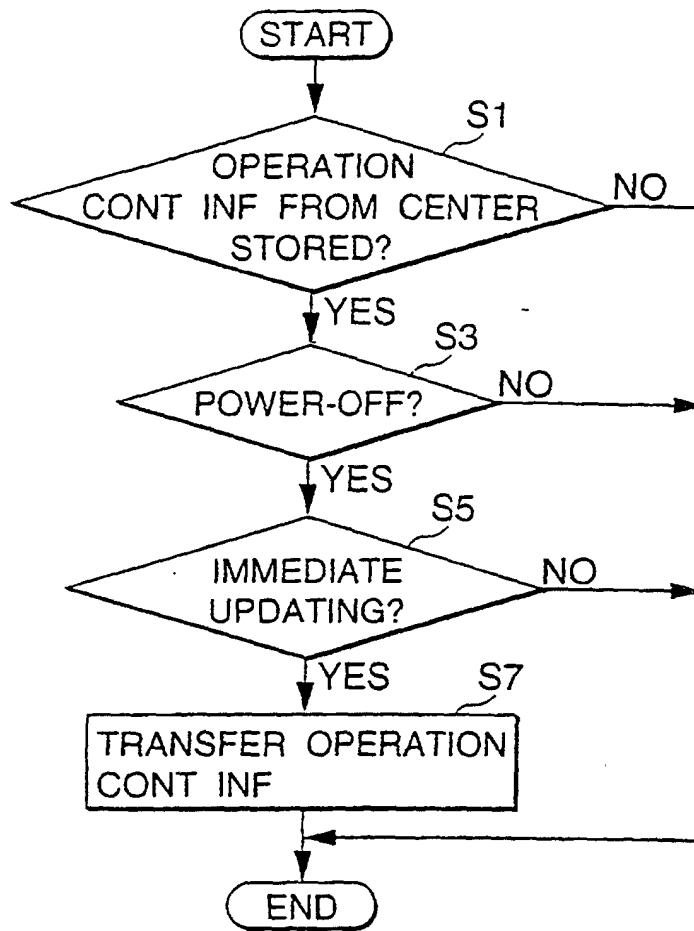 START
S1
OPERATION
CONT INF FROM CENTER
STORED?
NO
YES
S3
POWER-OFF?
NO
YES
S5
IMMEDIATE
UPDATING?
NO
YES
S7
TRANSFER OPERATION
CONT INF
END